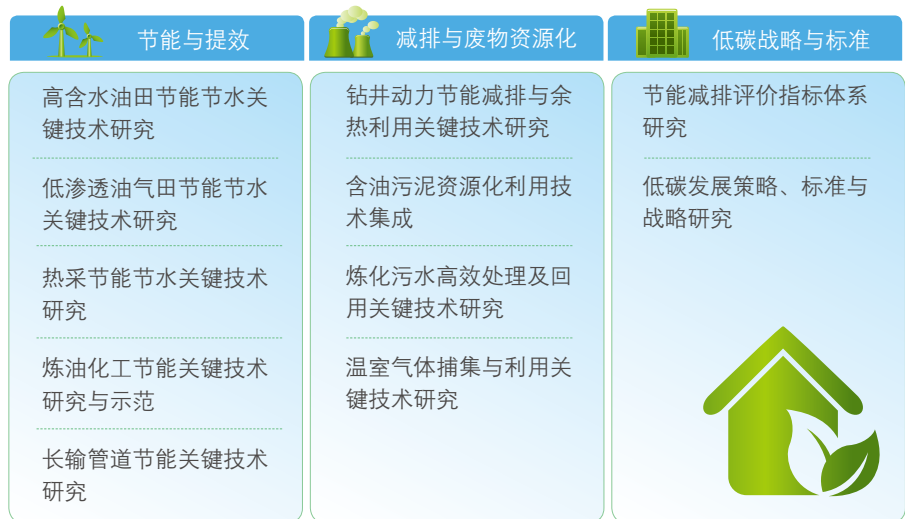 节能与提效
高含水油田节能节水关
键技术研究
低渗透油气田节能节水
关键技术研究
热采节能节水关键技术
研究
炼油化工节能关键技术
研究与示范
长输管道节能关键技术
研究
减排与废物资源化
钻井动力节能减排与余
热利用关键技术研究
含油污泥资源化利用技
术集成
炼化污水高效处理及回
用关键技术研究
温室气体捕集与利用关
键技术研究
低碳战略与标准
节能减排评价指标体系
研究
低碳发展策略、标准与
战略研究